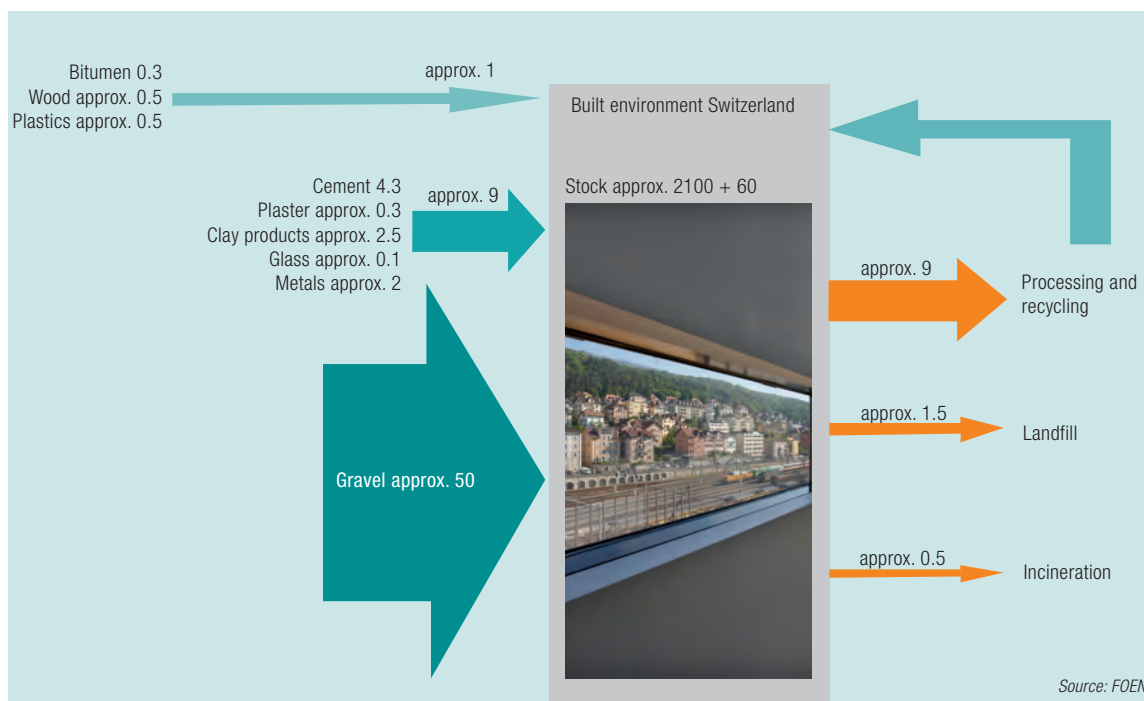 Bitumen 0.3
Wood approx. 0.5
Plastics approx. 0.5
approx. 1
Built environment Switzerland
Cement 4.3
Plaster approx. 0.3
Clay products approx. 2.5
Glass approx. 0.1
Metals approx. 2
approx. 9
Stock approx. 2100 + 60
Gravel approx. 50
approx. 9
Processing and
recycling
approx. 1.5
Landfill
approx. 0.5
Incineration
Source: FOEN